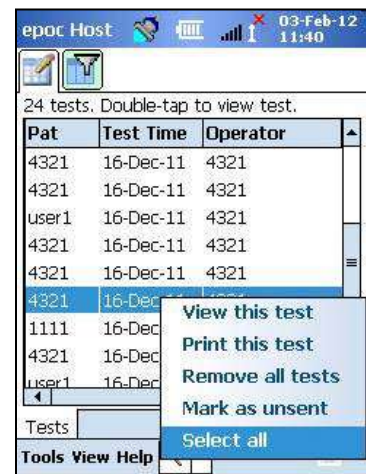 epoc Host 03-Feb-12
11:40
24 tests. Double-tap to view test.
Pat Test Time Operator
4321 16-Dec-11 4321
4321 16-Dec-11 4321
user1 16-Dec-11 4321
4321 16-Dec-11 4321
4321 16-Dec-11 4321
4321 16-Dec
1111 16-Dec
4321 16-Dec
user1 16-Dec
View this test
Print this test
Remove all tests
Mark as unsent
Select all
Tests
Tools View Help